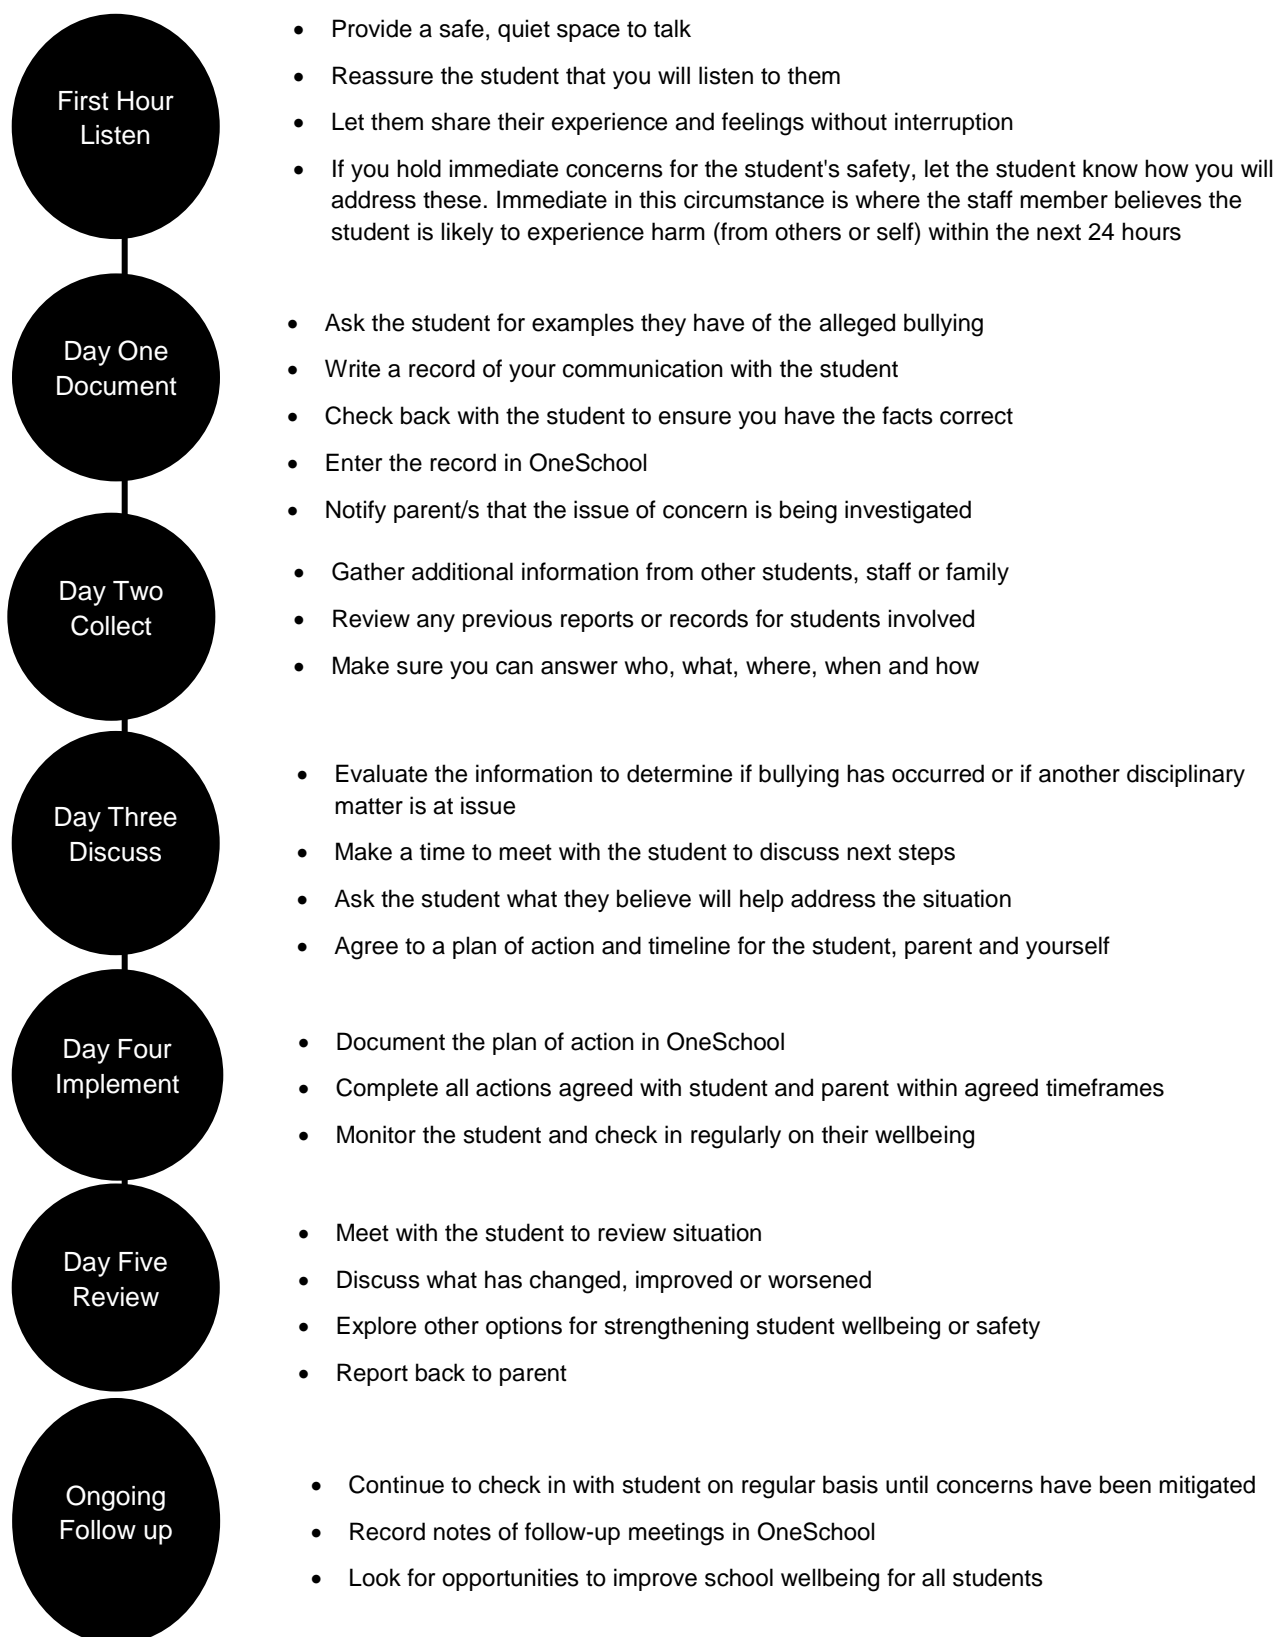 First Hour
Listen
• Provide a safe, quiet space to talk
• Reassure the student that you will listen to them
• Let them share their experience and feelings without interruption
• If you hold immediate concerns for the student's safety, let the student know how you will
address these. Immediate in this circumstance is where the staff member believes the
student is likely to experience harm (from others or self) within the next 24 hours
Day One
Document
• Ask the student for examples they have of the alleged bullying
• Write a record of your communication with the student
• Check back with the student to ensure you have the facts correct
• Enter the record in OneSchool
• Notify parent/s that the issue of concern is being investigated
Day Two
Collect
• Gather additional information from other students, staff or family
• Review any previous reports or records for students involved
• Make sure you can answer who, what, where, when and how
Day Three
Discuss
• Evaluate the information to determine if bullying has occurred or if another disciplinary
matter is at issue
• Make a time to meet with the student to discuss next steps
• Ask the student what they believe will help address the situation
• Agree to a plan of action and timeline for the student, parent and yourself
Day Four
Implement
• Document the plan of action in OneSchool
• Complete all actions agreed with student and parent within agreed timeframes
• Monitor the student and check in regularly on their wellbeing
Day Five
Review
• Meet with the student to review situation
• Discuss what has changed, improved or worsened
• Explore other options for strengthening student wellbeing or safety
• Report back to parent
Ongoing
Follow up
• Continue to check in with student on regular basis until concerns have been mitigated
• Record notes of follow-up meetings in OneSchool
• Look for opportunities to improve school wellbeing for all students